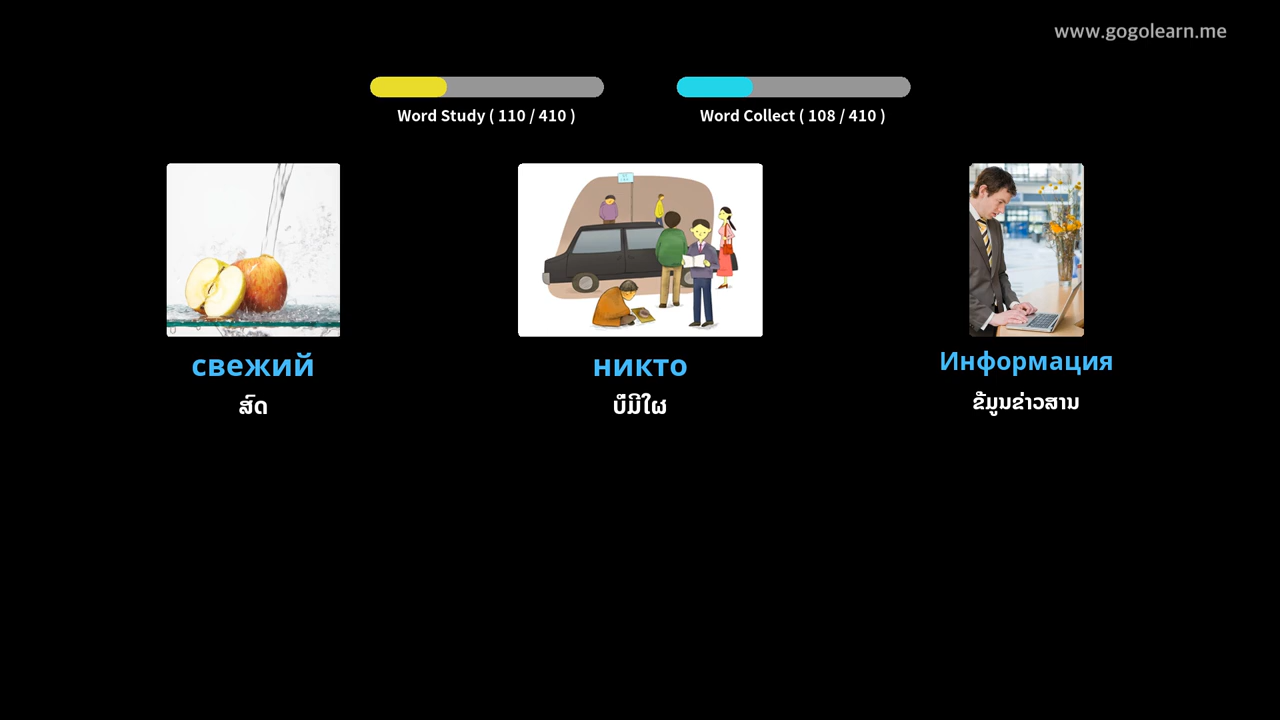 www.gogolearn.me
Word Study ( 110 / 410 )
Word Collect ( 108 / 410 )
свежий
никто
Информация
ສົດ
ບໍ່ມີໃຜ
ຂໍ້ມູນຂ່າວສານ